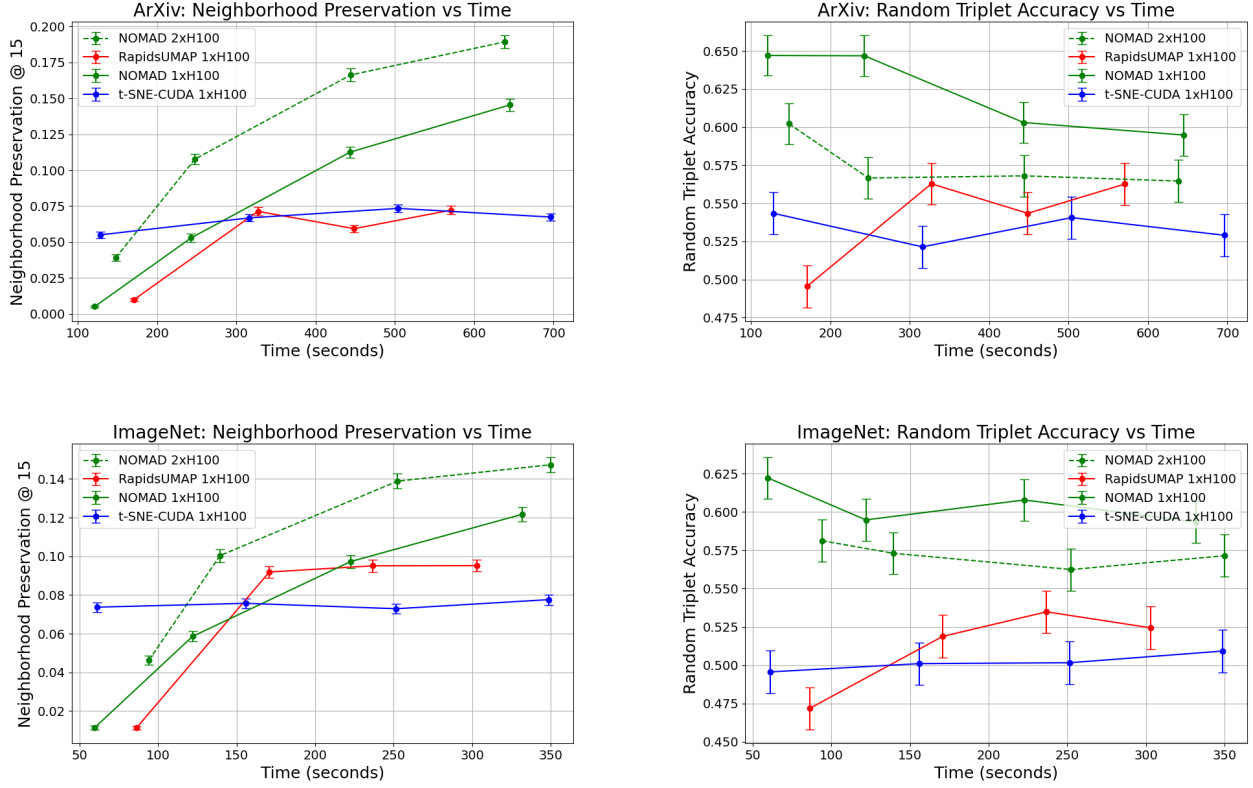 ArXiv: Neighborhood Preservation vs Time
Neighborhood Preservation @ 15
0.200
0.175
0.150
0.125
0.100
0.075
0.050
0.025
0.000
NOMAD 2xH100
RapidsUMAP 1xH100
NOMAD 1xH100
t-SNE-CUDA 1xH100
100 200 300 400 500 600 700
Time (seconds)
ArXiv: Random Triplet Accuracy vs Time
Random Triplet Accuracy
0.650
0.625
0.600
0.575
0.550
0.525
0.500
0.475
NOMAD 2xH100
RapidsUMAP 1xH100
NOMAD 1xH100
t-SNE-CUDA 1xH100
100 200 300 400 500 600 700
Time (seconds)
ImageNet: Neighborhood Preservation vs Time
Neighborhood Preservation @ 15
0.14
0.12
0.10
0.08
0.06
0.04
0.02
NOMAD 2xH100
RapidsUMAP 1xH100
NOMAD 1xH100
t-SNE-CUDA 1xH100
50 100 150 200 250 300 350
Time (seconds)
ImageNet: Random Triplet Accuracy vs Time
Random Triplet Accuracy
0.625
0.600
0.575
0.550
0.525
0.500
0.475
0.450
NOMAD 2xH100
RapidsUMAP 1xH100
NOMAD 1xH100
t-SNE-CUDA 1xH100
50 100 150 200 250 300 350
Time (seconds)